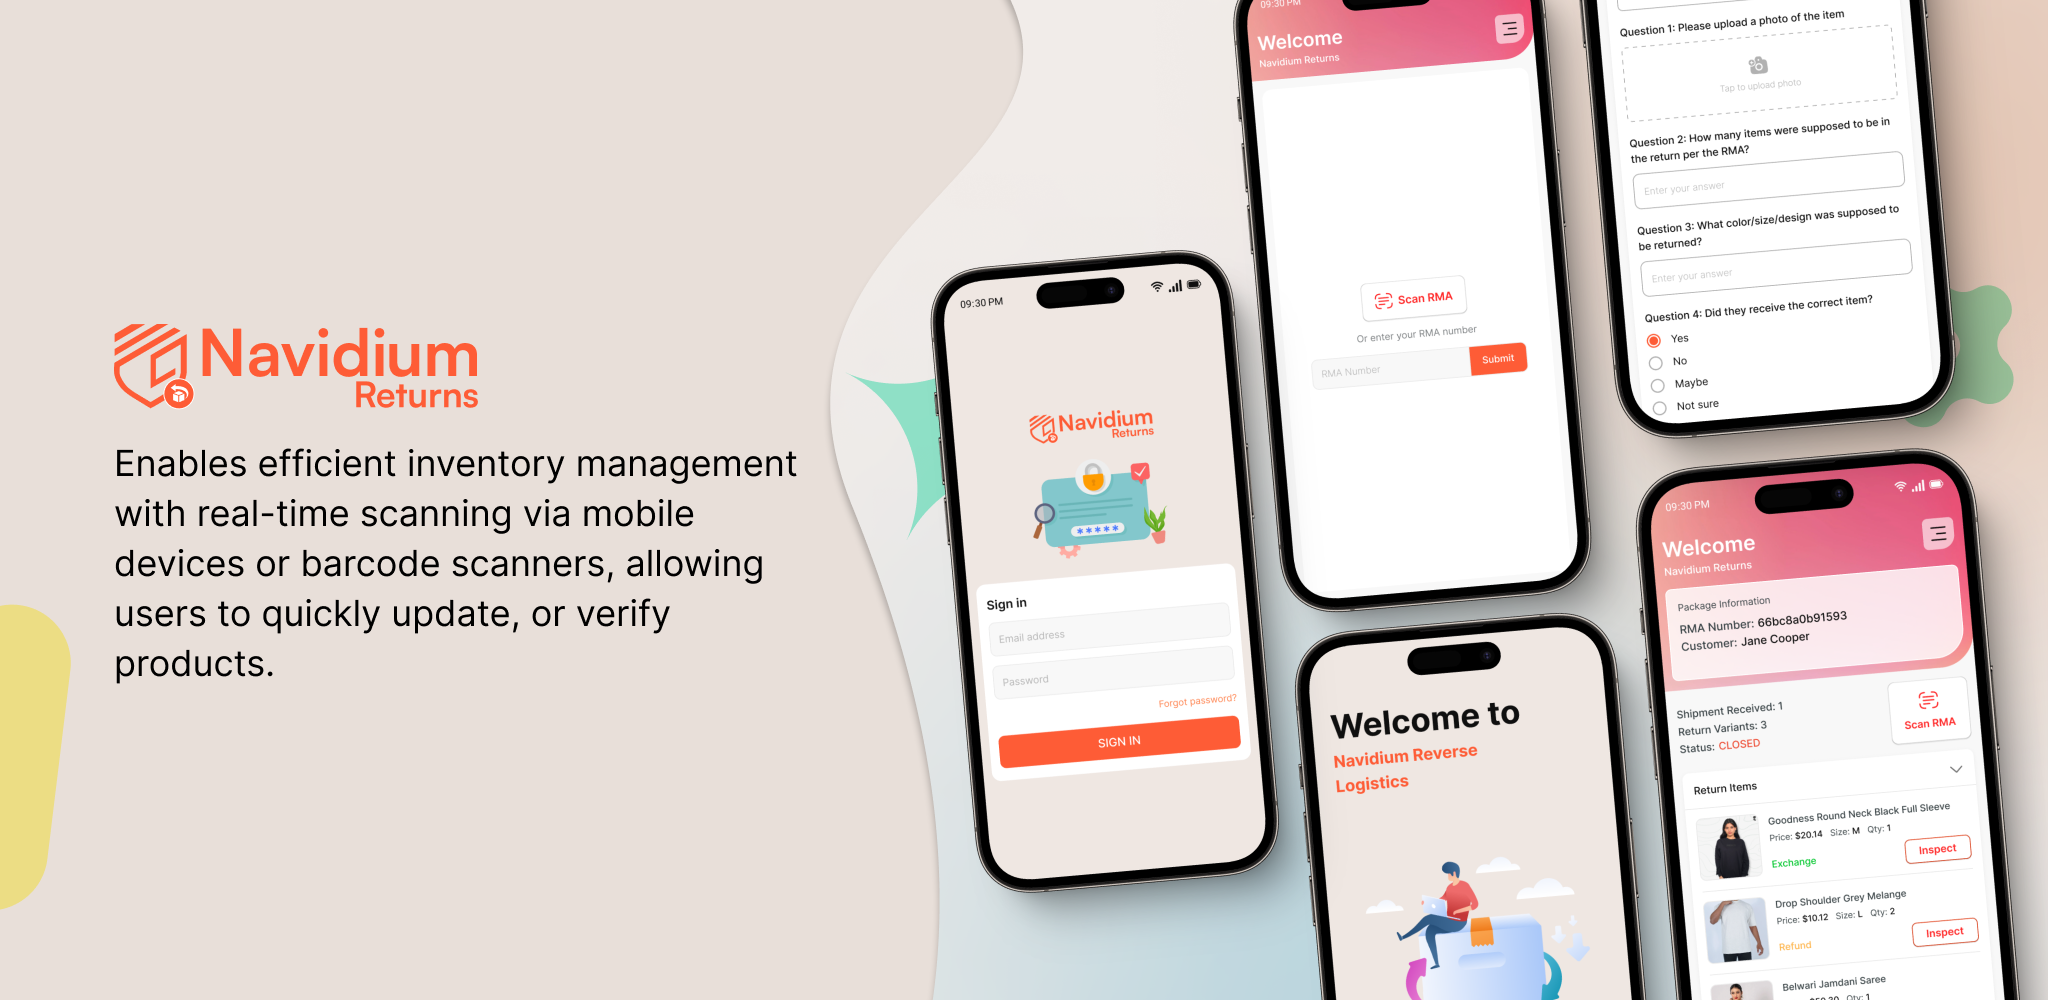 Navidium
Returns
Enables efficient inventory management
with real-time scanning via mobile
devices or barcode scanners, allowing
users to quickly update, or verify
products.
09:30 PM
Navidium
Returns
*****
Sign in
Email address
Password
Forgot password?
SIGN IN
09:30 PM
Welcome
Navidium Returns
Scan RMA
Or enter your RMA number
RMA Number
Submit
Welcome to
Navidium Reverse
Logistics
Question 1: Please upload a photo of the item
Tap to upload photo
Question 2: How many items were supposed to be in
the return per the RMA?
Enter your answer
Question 3: What color/size/design was supposed to
be returned?
Enter your answer
Question 4: Did they receive the correct item?
Yes
No
Maybe
Not sure
09:30 PM
Welcome
Navidium Returns
Package Information
RMA Number: 66bc8a0b91593
Customer: Jane Cooper
Shipment Received: 1
Return Variants: 3
Status: CLOSED
Scan RMA
Return Items
Goodness Round Neck Black Full Sleeve
Price: $20.14 Size: M Qty: 1
Exchange
Inspect
Drop Shoulder Grey Melange
Price: $10.12 Size: L Qty: 2
Refund
Inspect
Belwari Jamdani Saree
Qty: 1